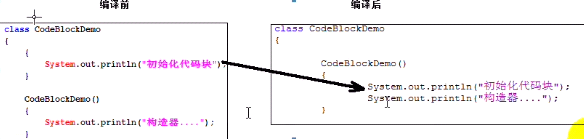 编译前
class CodeBlockDemo
{
{
System.out.println("初始化代码块");
}
CodeBlockDemo()
{
System.out.println("构造器....");
}
编译后
class CodeBlockDemo
{
CodeBlockDemo()
{
System.out.println("初始化代码块");
System.out.println("构造器....");
}